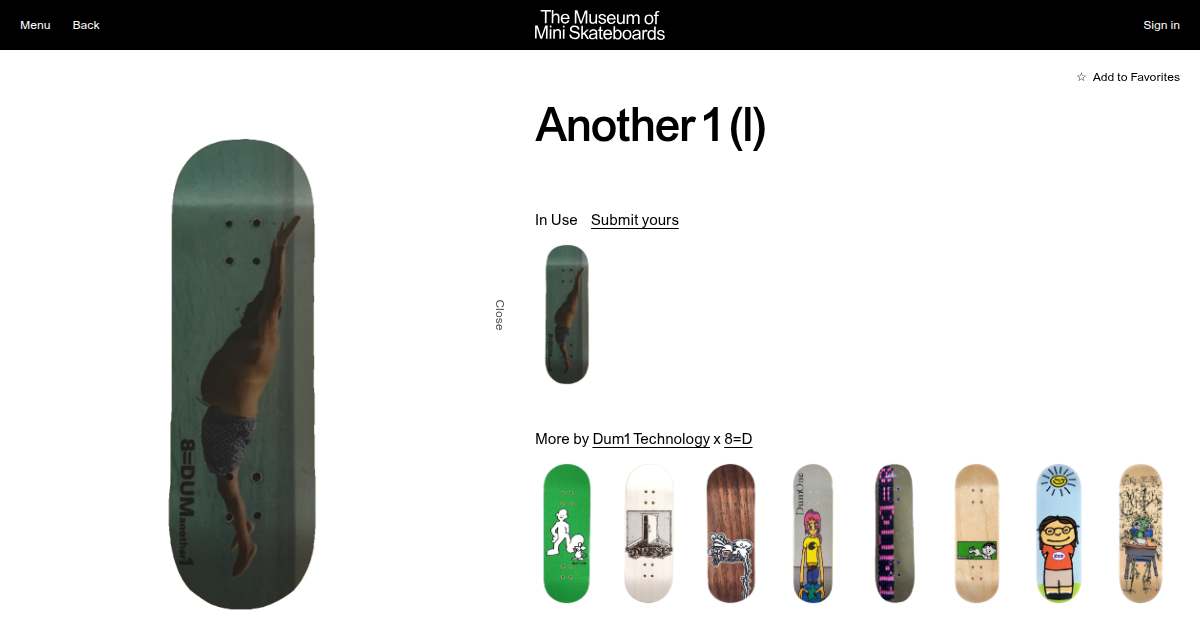 Menu
Back
The Museum of
Mini Skateboards
Sign in
☆ Add to Favorites
Another 1 (I)
In Use
Submit yours
Close
8=DUMAnother1
More by Dum1 Technology x 8=D